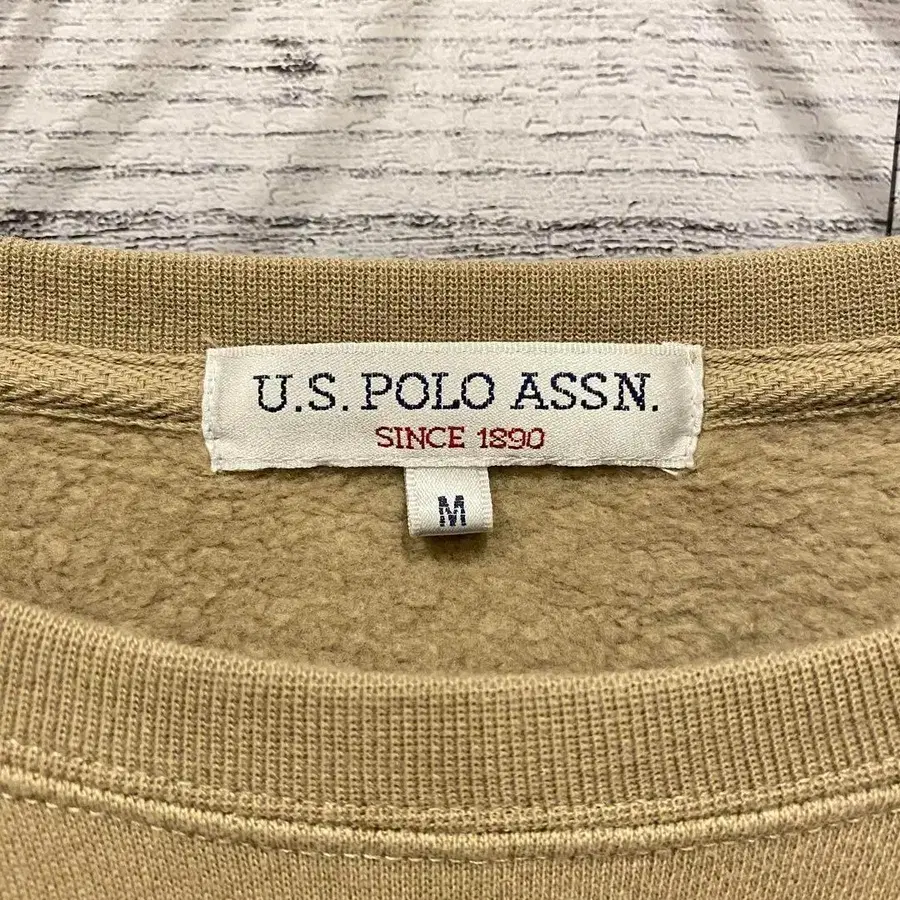 U.S. POLO ASSN.
SINCE 1890
M